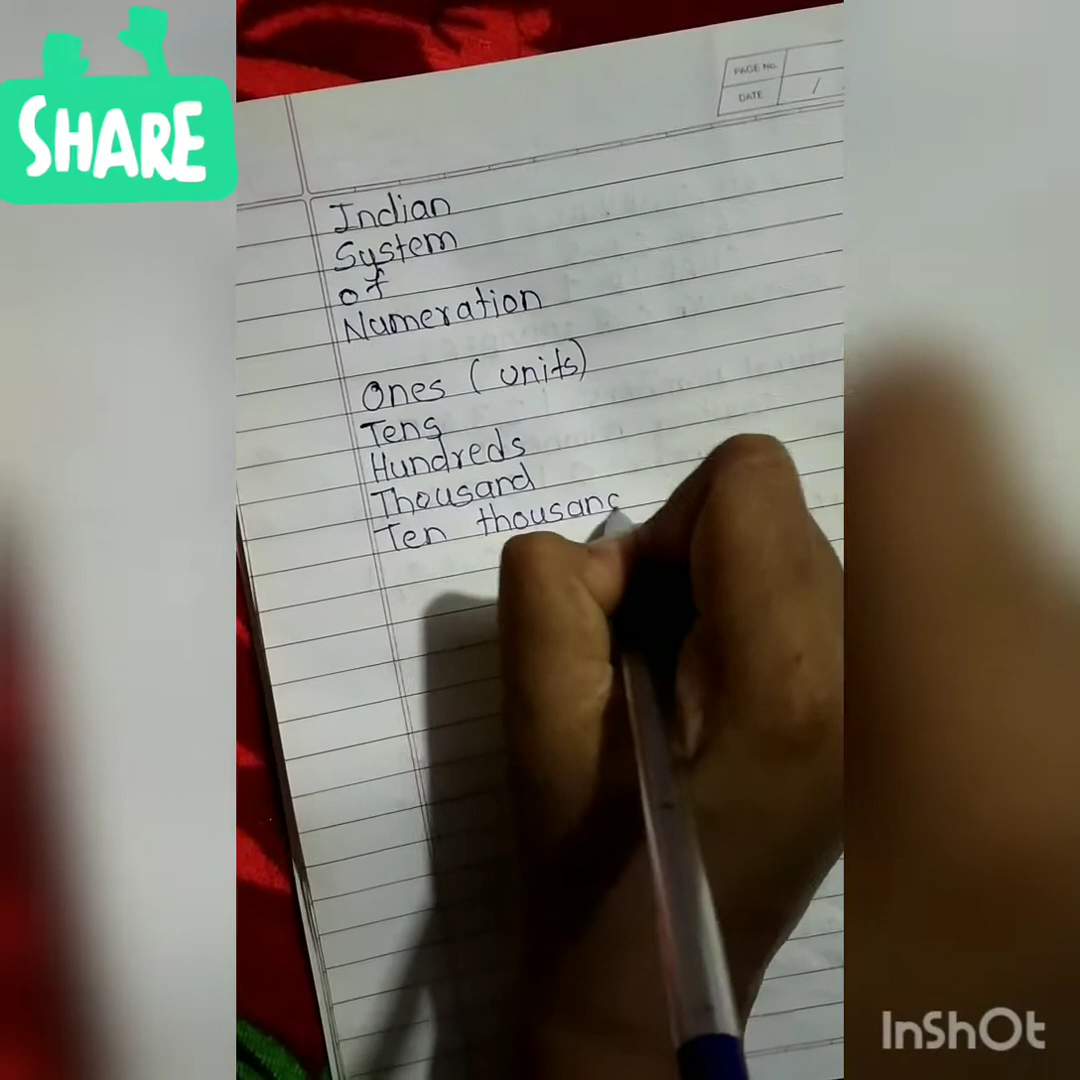 SHARE
PAGE No.
DATE /
Indian
System
of
Numeration
Ones (units)
Tens
Hundreds
Thousand
Ten thousand
InShOt